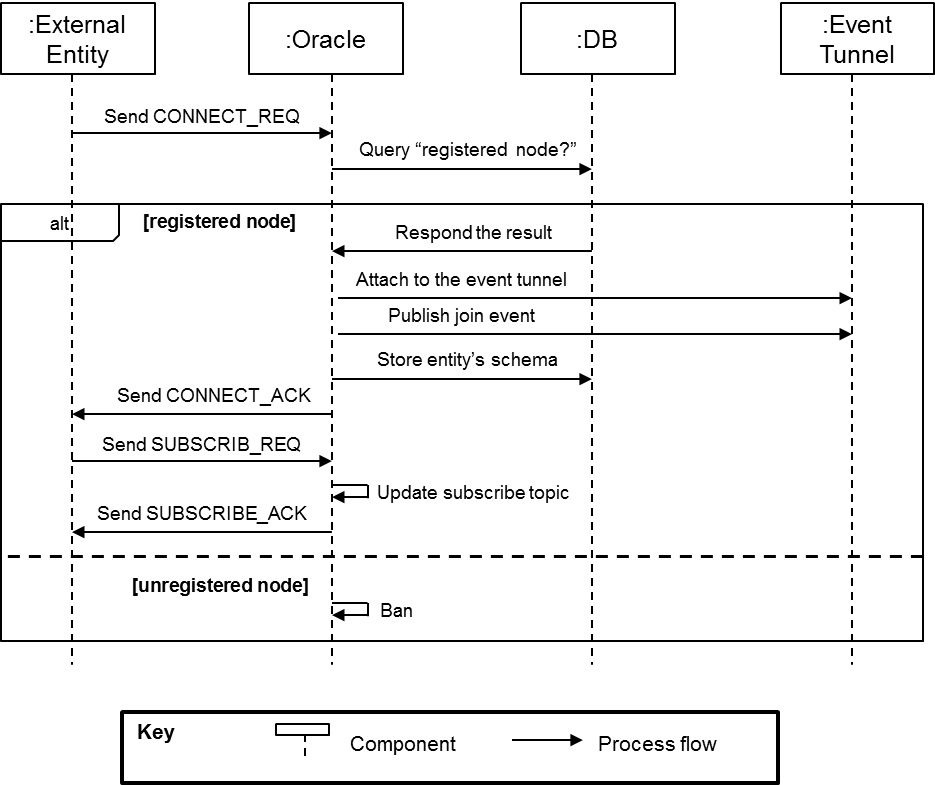 :External
Entity
:Oracle
:DB
:Event
Tunnel
Send CONNECT_REQ
Query “registered node?”
alt
[registered node]
Respond the result
Attach to the event tunnel
Publish join event
Store entity’s schema
Send CONNECT_ACK
Send SUBSCRIB_REQ
Update subscribe topic
Send SUBSCRIBE_ACK
[unregistered node]
Ban
Key
Component
Process flow